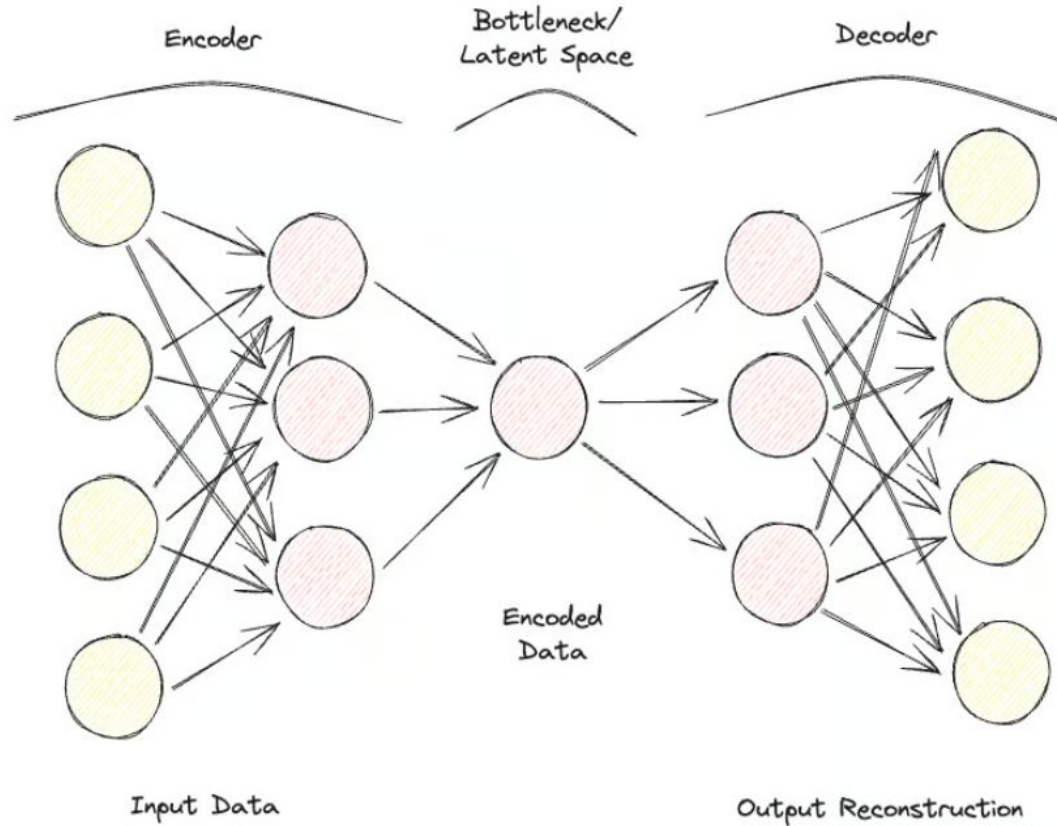 Encoder
Bottleneck/
Latent Space
Decoder
Encoded
Data
Input Data
Output Reconstruction